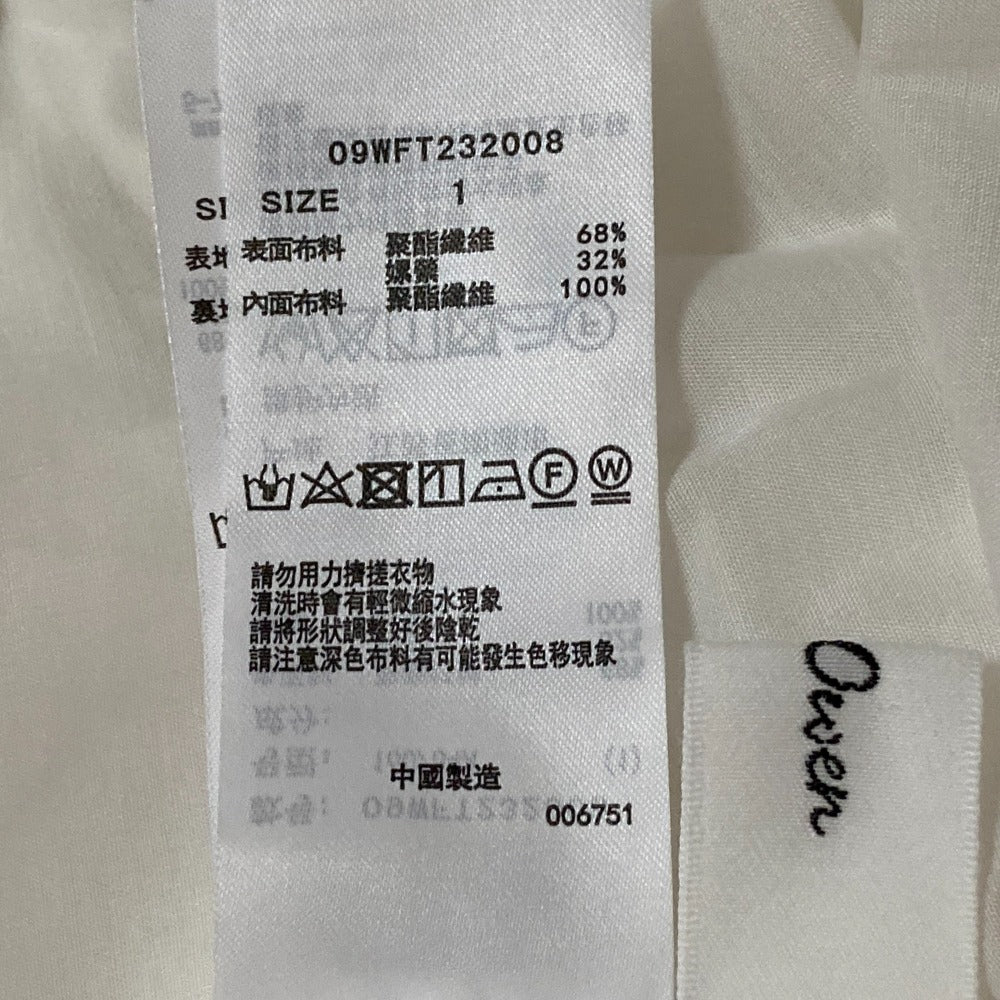 09WFT232008
SIZE 1
表面布料 聚酯纖維 68%
嫘縈 32%
內面布料 聚酯纖維 100%
F W
請勿用力擠搓衣物
清洗時會有輕微縮水現象
請將形狀調整好後陰乾
請注意深色布料有可能發生色移現象
中國製造
006751
Owen